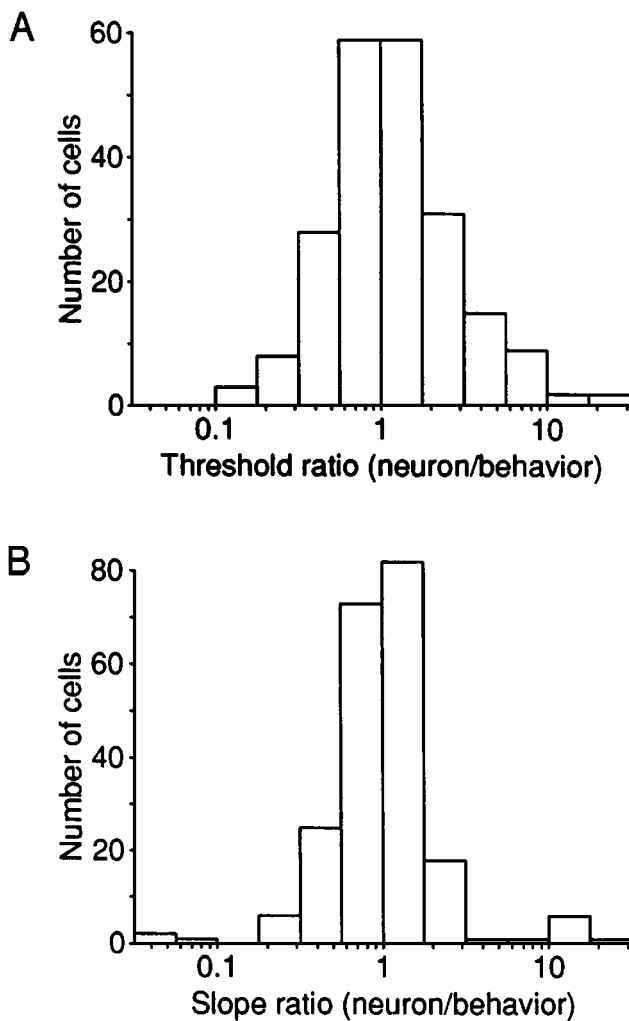 A
Number of cells
60
40
20
0
0.1 1 10
Threshold ratio (neuron/behavior)
B
Number of cells
80
60
40
20
0
0.1 1 10
Slope ratio (neuron/behavior)